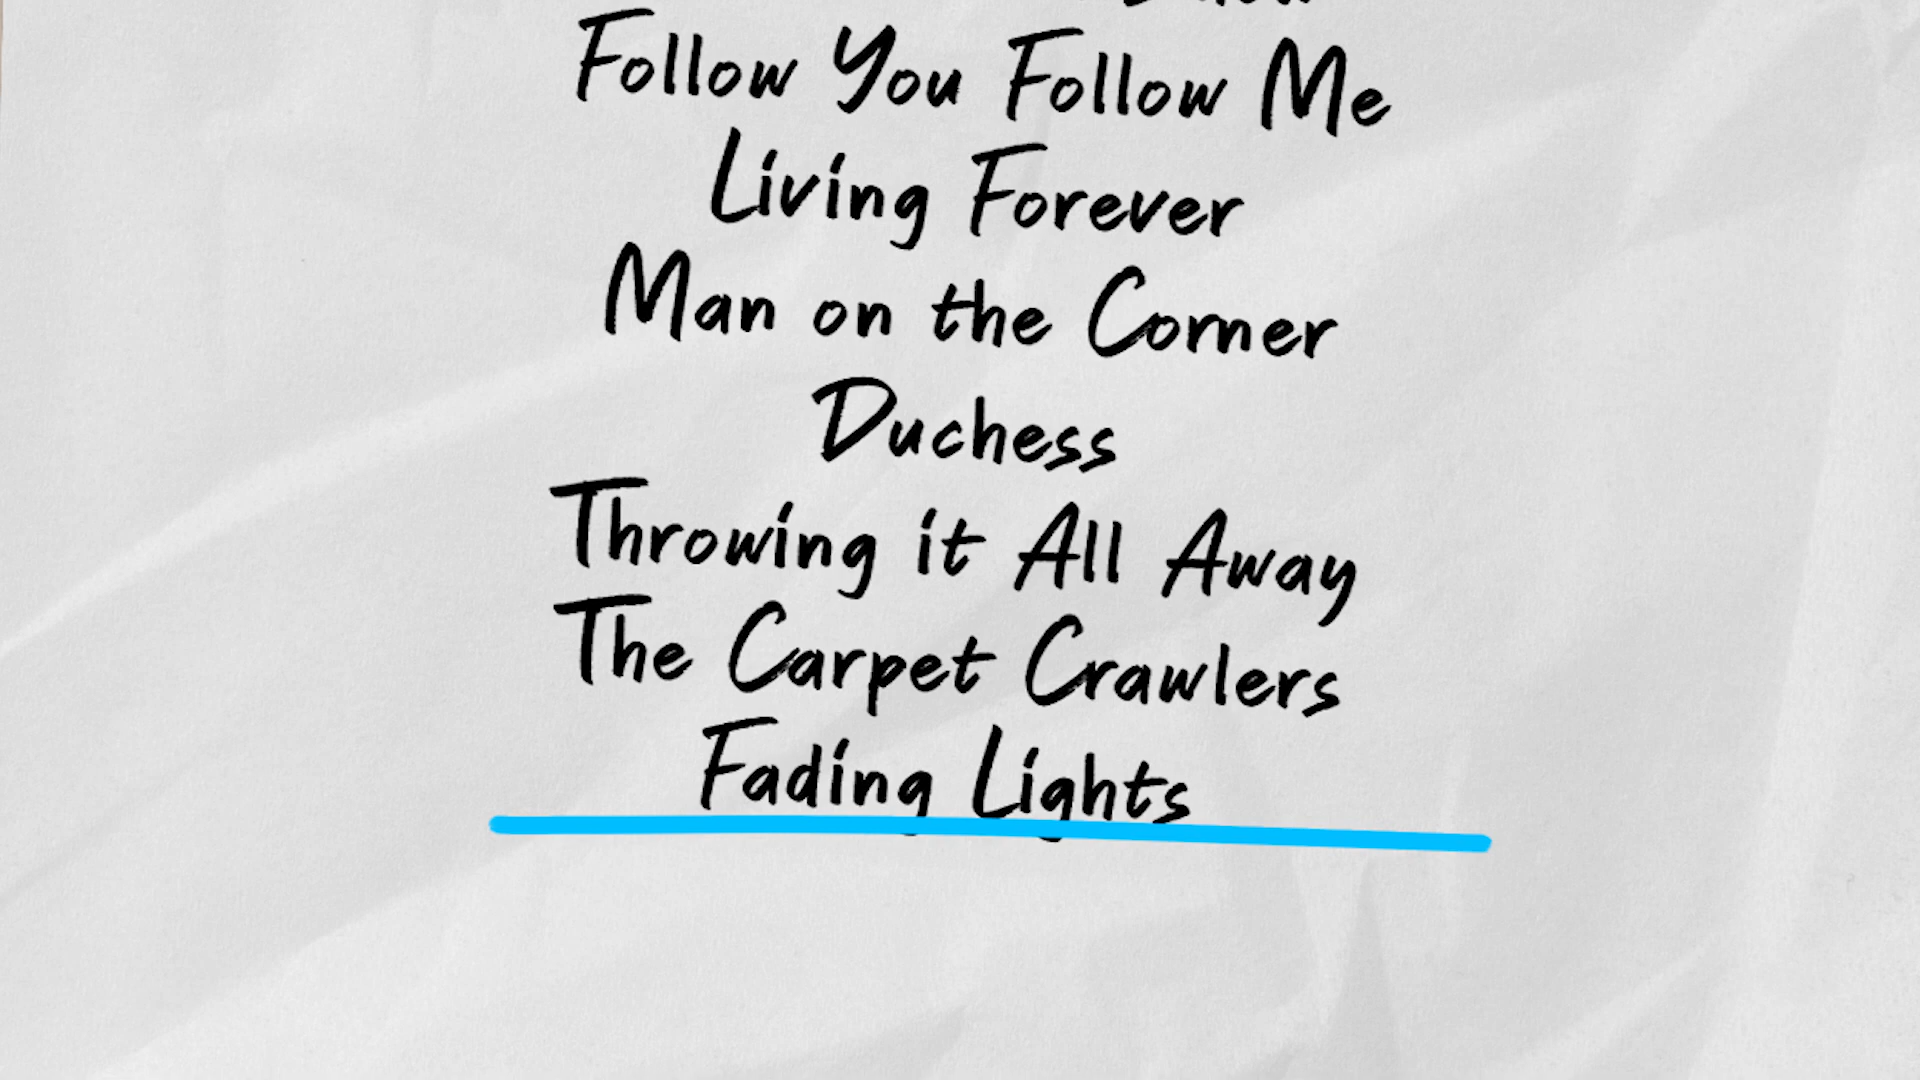 Follow You Follow Me
Living Forever
Man on the Corner
Duchess
Throwing it All Away
The Carpet Crawlers
Fading Lights